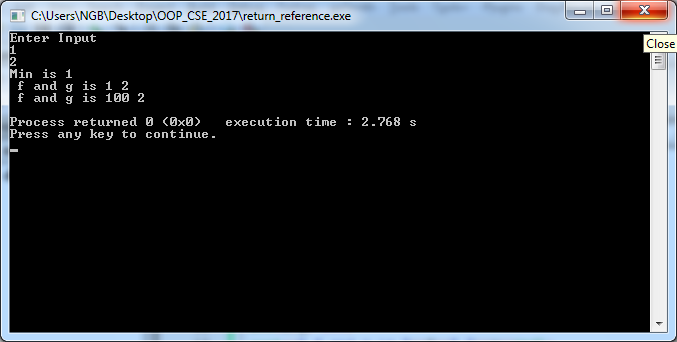 C:\Users\NGB\Desktop\OOP_CSE_2017\return_reference.exe
Close
Enter Input
1
2
Min is 1
 f and g is 1 2
 f and g is 100 2
Process returned 0 (0x0)   execution time : 2.768 s
Press any key to continue.